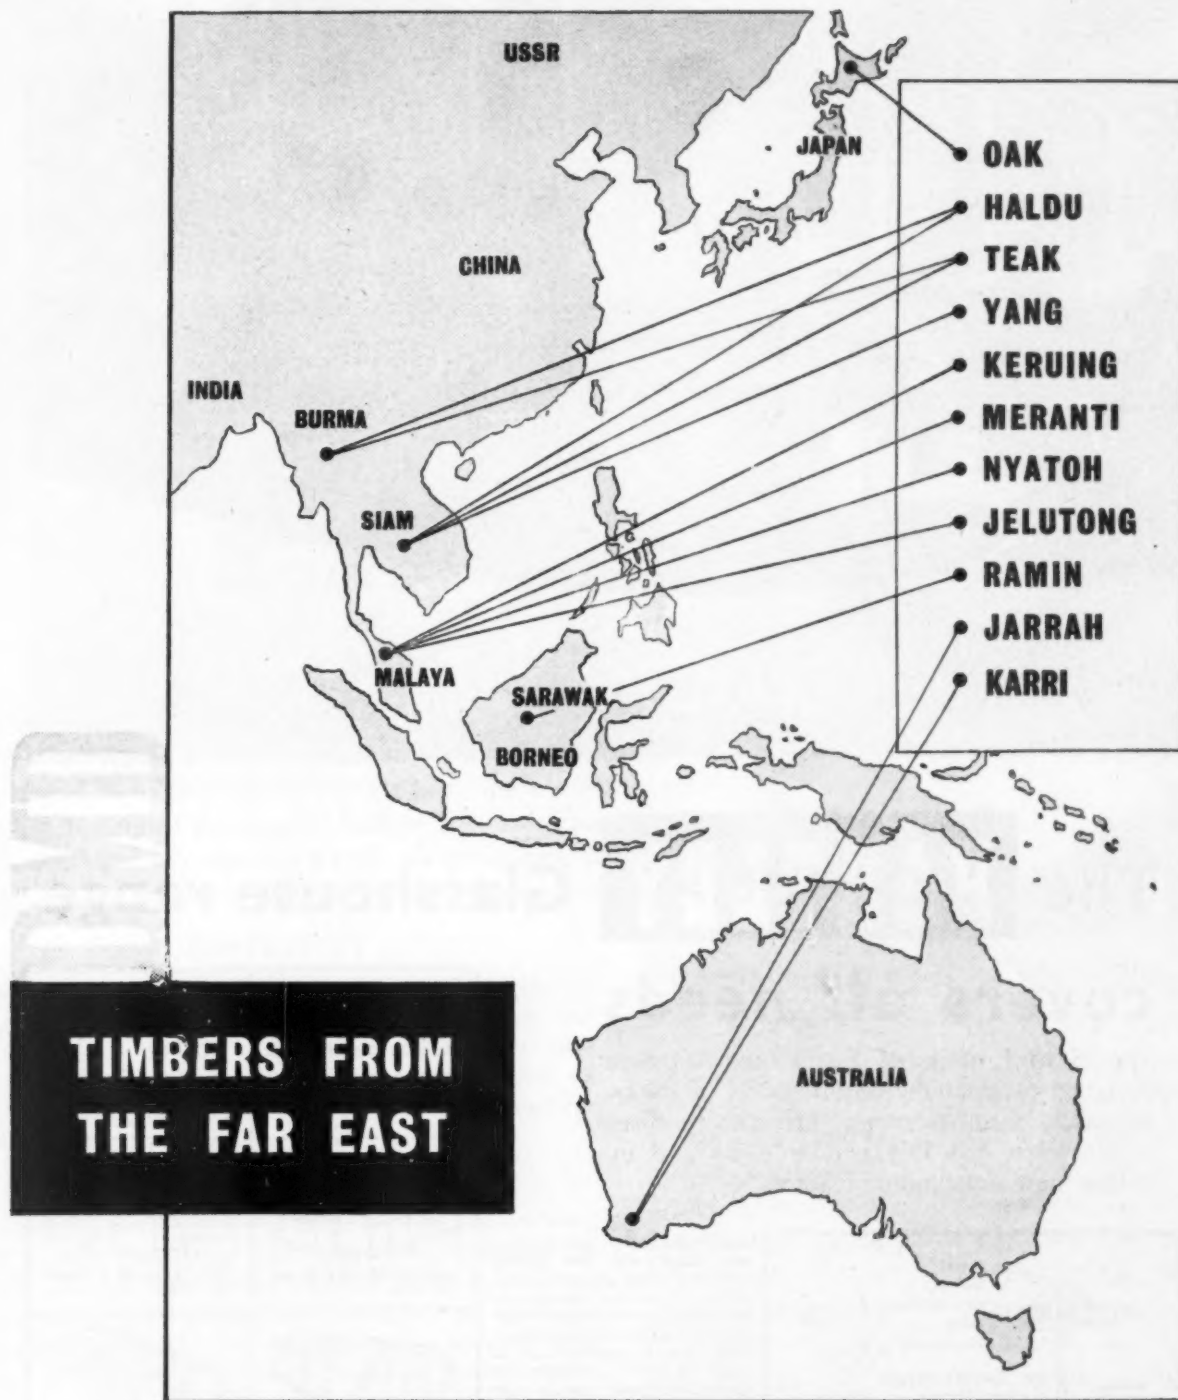 USSR
JAPAN
CHINA
INDIA
BURMA
SIAM
MALAYA
SARAWAK
BORNEO
AUSTRALIA
OAK
HALDU
TEAK
YANG
KERUING
MERANTI
NYATOH
JELUTONG
RAMIN
JARRAH
KARRI
TIMBERS FROM
THE FAR EAST